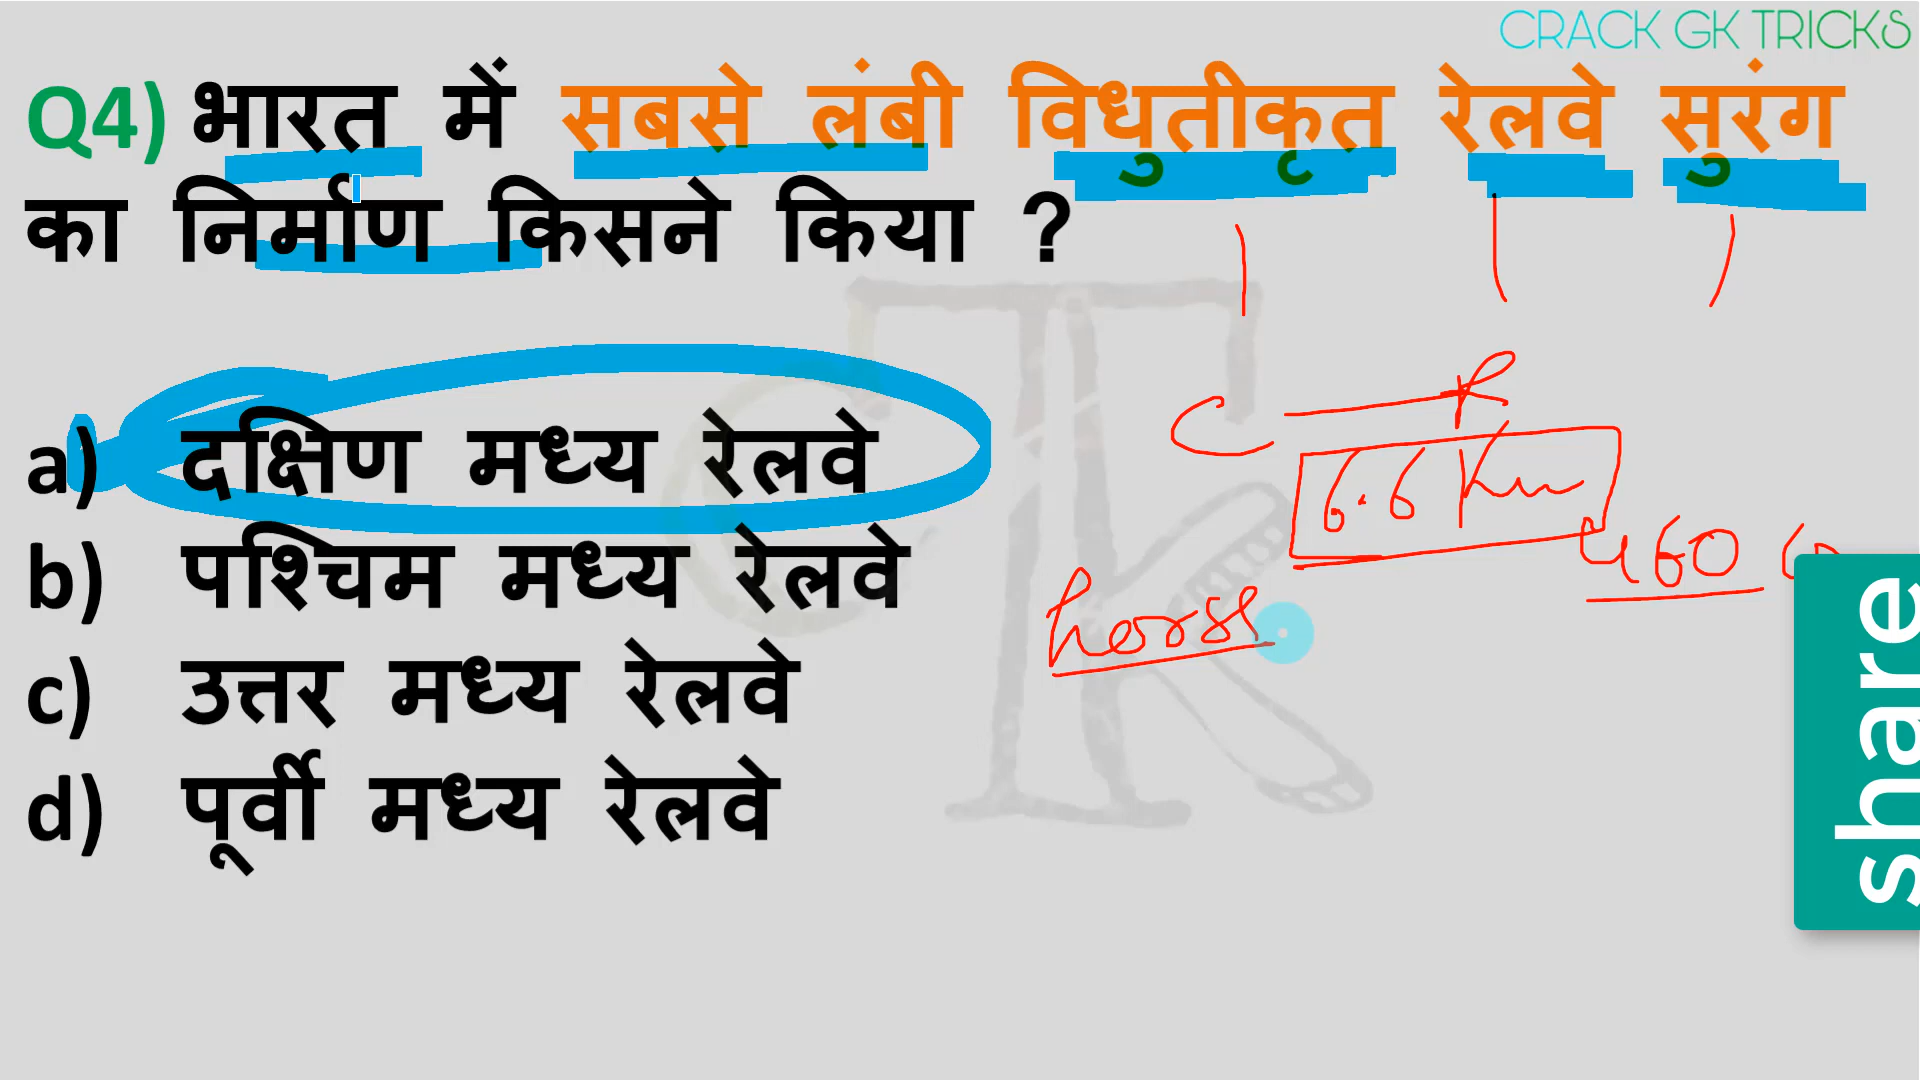 CRACK GK TRICKS
Q4) भारत में सबसे लंबी विधुतीकृत रेलवे सुरंग
का निर्माण किसने किया ?
a) दक्षिण मध्य रेलवे
b) पश्चिम मध्य रेलवे
c) उत्तर मध्य रेलवे
d) पूर्वी मध्य रेलवे
6.6 Km
460
share